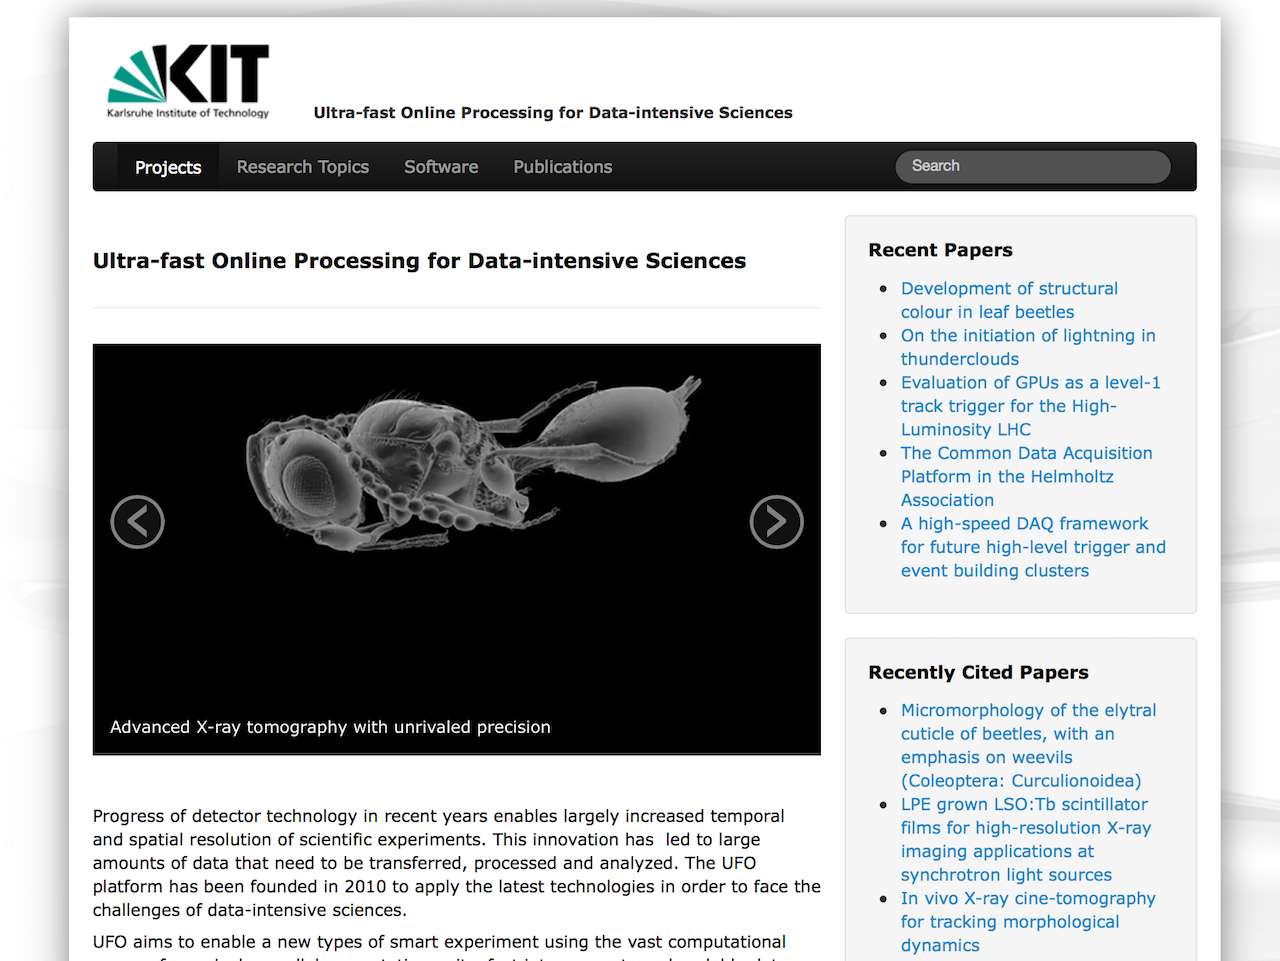 KIT
Karlsruhe Institute of Technology
Ultra-fast Online Processing for Data-intensive Sciences
Projects Research Topics Software Publications Search
Ultra-fast Online Processing for Data-intensive Sciences
Advanced X-ray tomography with unrivaled precision
Progress of detector technology in recent years enables largely increased temporal
and spatial resolution of scientific experiments. This innovation has  led to large
amounts of data that need to be transferred, processed and analyzed. The UFO
platform has been founded in 2010 to apply the latest technologies in order to face the
challenges of data-intensive sciences.
UFO aims to enable a new types of smart experiment using the vast computational
Recent Papers
Development of structural
colour in leaf beetles
On the initiation of lightning in
thunderclouds
Evaluation of GPUs as a level-1
track trigger for the High-
Luminosity LHC
The Common Data Acquisition
Platform in the Helmholtz
Association
A high-speed DAQ framework
for future high-level trigger and
event building clusters
Recently Cited Papers
Micromorphology of the elytral
cuticle of beetles, with an
emphasis on weevils
(Coleoptera: Curculionoidea)
LPE grown LSO:Tb scintillator
films for high-resolution X-ray
imaging applications at
synchrotron light sources
In vivo X-ray cine-tomography
for tracking morphological
dynamics